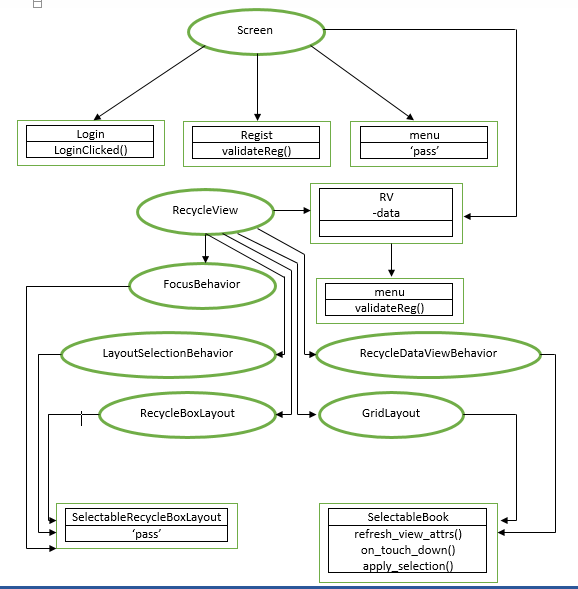 Screen
Login
LoginClicked()
Regist
validateReg()
menu
‘pass’
RecycleView
RV
-data
FocusBehavior
menu
validateReg()
LayoutSelectionBehavior
RecycleDataViewBehavior
RecycleBoxLayout
GridLayout
SelectableRecycleBoxLayout
‘pass’
SelectableBook
refresh_view_attrs()
on_touch_down()
apply_selection()